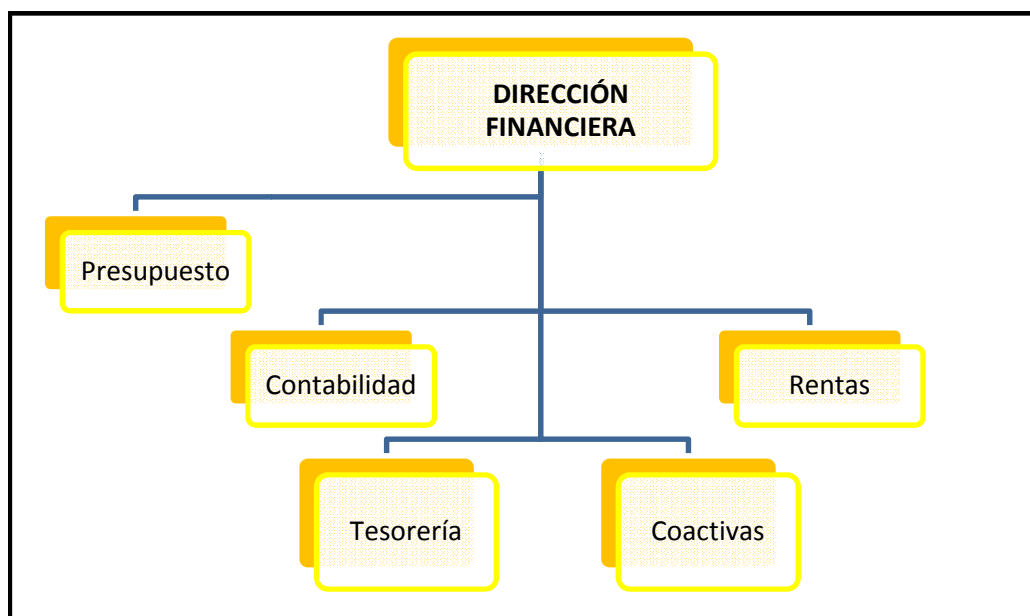 DIRECCIÓN
FINANCIERA
Presupuesto
Contabilidad
Rentas
Tesorería
Coactivas